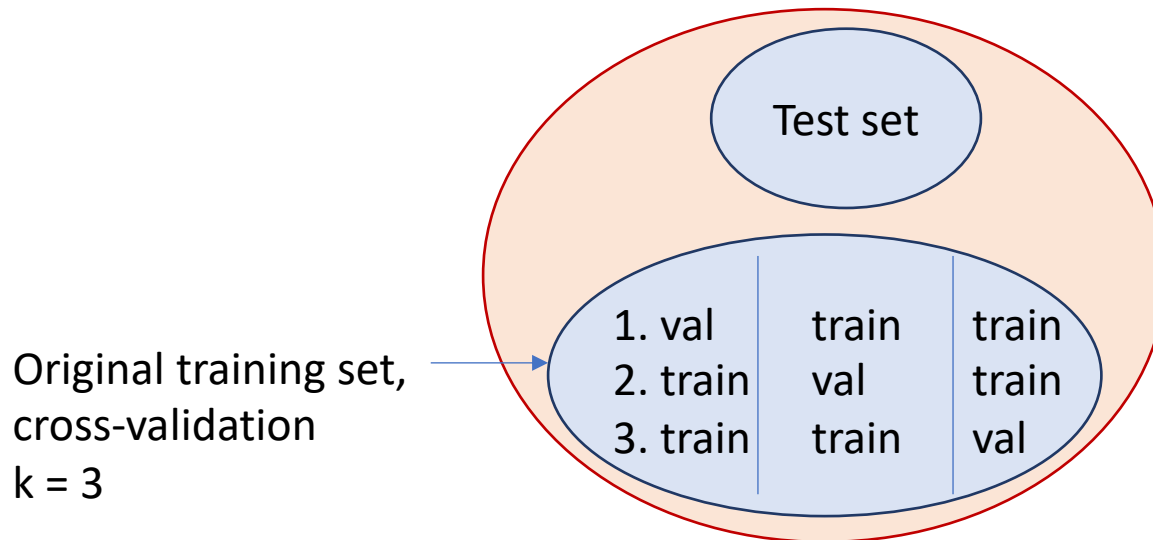 Test set
1. val train train
2. train val train
3. train train val
Original training set,
cross-validation
k = 3